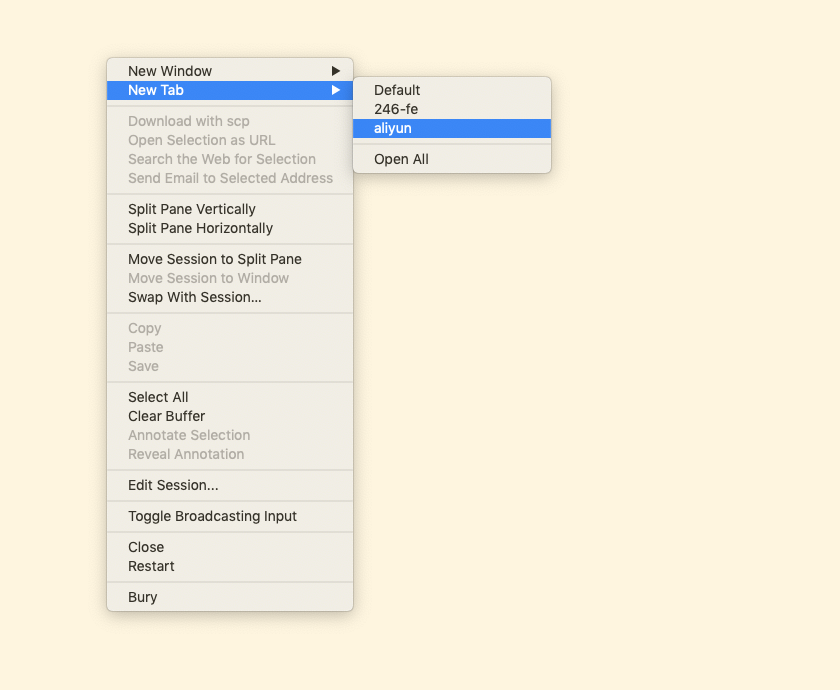 New Window
New Tab
Download with scp
Open Selection as URL
Search the Web for Selection
Send Email to Selected Address
Split Pane Vertically
Split Pane Horizontally
Move Session to Split Pane
Move Session to Window
Swap With Session...
Copy
Paste
Save
Select All
Clear Buffer
Annotate Selection
Reveal Annotation
Edit Session...
Toggle Broadcasting Input
Close
Restart
Bury
Default
246-fe
aliyun
Open All